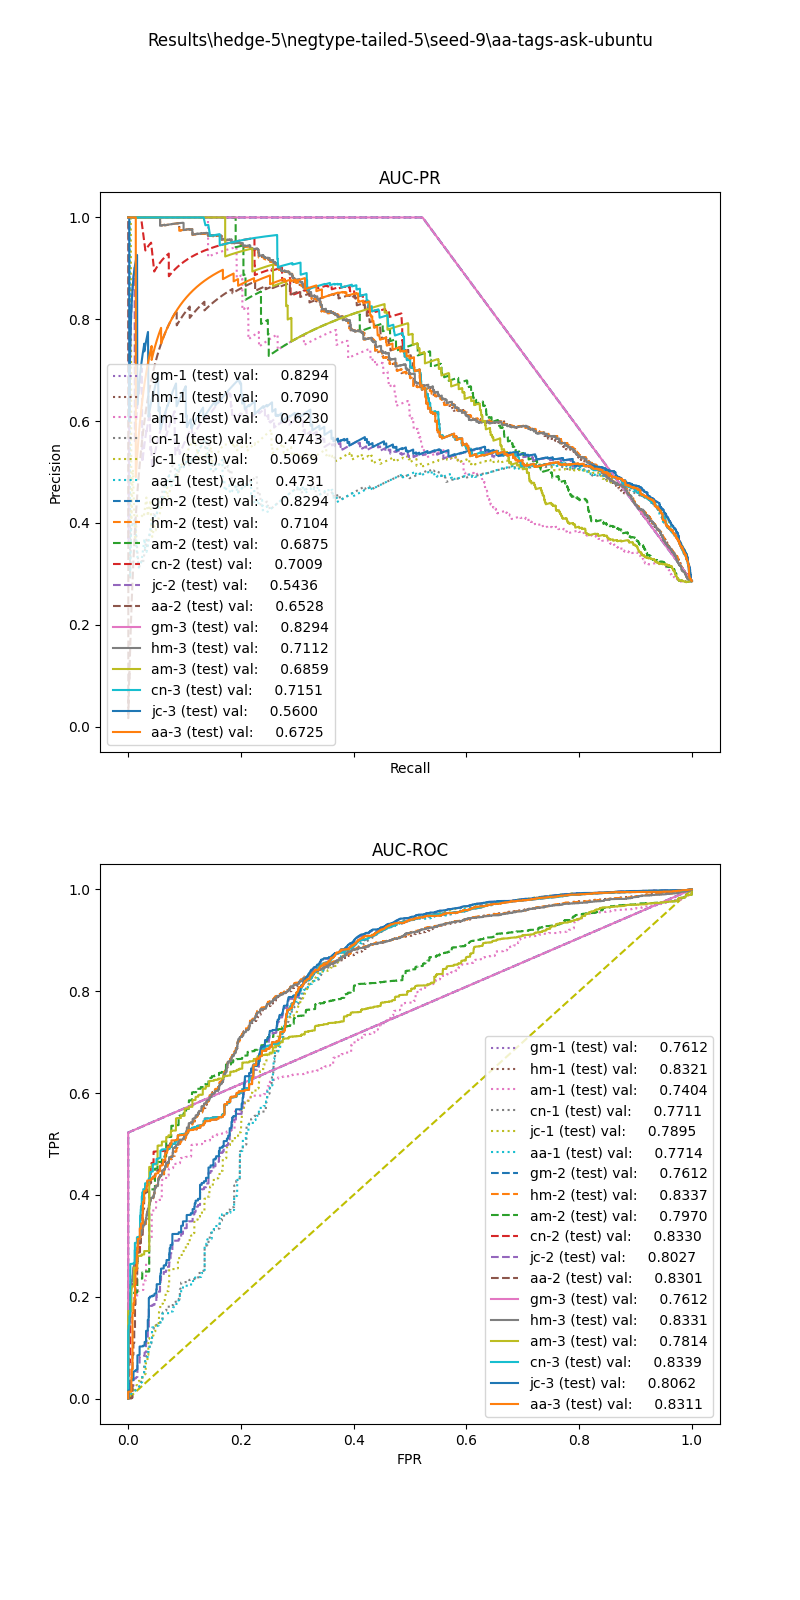 Results\hedge-5\negtype-tailed-5\seed-9\aa-tags-ask-ubuntu
AUC-PR
1.0
0.8
0.6
0.4
0.2
0.0
Precision
gm-1 (test) val: 0.8294
hm-1 (test) val: 0.7090
am-1 (test) val: 0.6230
cn-1 (test) val: 0.4743
jc-1 (test) val: 0.5069
aa-1 (test) val: 0.4731
gm-2 (test) val: 0.8294
hm-2 (test) val: 0.7104
am-2 (test) val: 0.6875
cn-2 (test) val: 0.7009
jc-2 (test) val: 0.5436
aa-2 (test) val: 0.6528
gm-3 (test) val: 0.8294
hm-3 (test) val: 0.7112
am-3 (test) val: 0.6859
cn-3 (test) val: 0.7151
jc-3 (test) val: 0.5600
aa-3 (test) val: 0.6725
Recall
AUC-ROC
1.0
0.8
0.6
0.4
0.2
0.0
TPR
gm-1 (test) val: 0.7612
hm-1 (test) val: 0.8321
am-1 (test) val: 0.7404
cn-1 (test) val: 0.7711
jc-1 (test) val: 0.7895
aa-1 (test) val: 0.7714
gm-2 (test) val: 0.7612
hm-2 (test) val: 0.8337
am-2 (test) val: 0.7970
cn-2 (test) val: 0.8330
jc-2 (test) val: 0.8027
aa-2 (test) val: 0.8301
gm-3 (test) val: 0.7612
hm-3 (test) val: 0.8331
am-3 (test) val: 0.7814
cn-3 (test) val: 0.8339
jc-3 (test) val: 0.8062
aa-3 (test) val: 0.8311
0.0 0.2 0.4 0.6 0.8 1.0
FPR